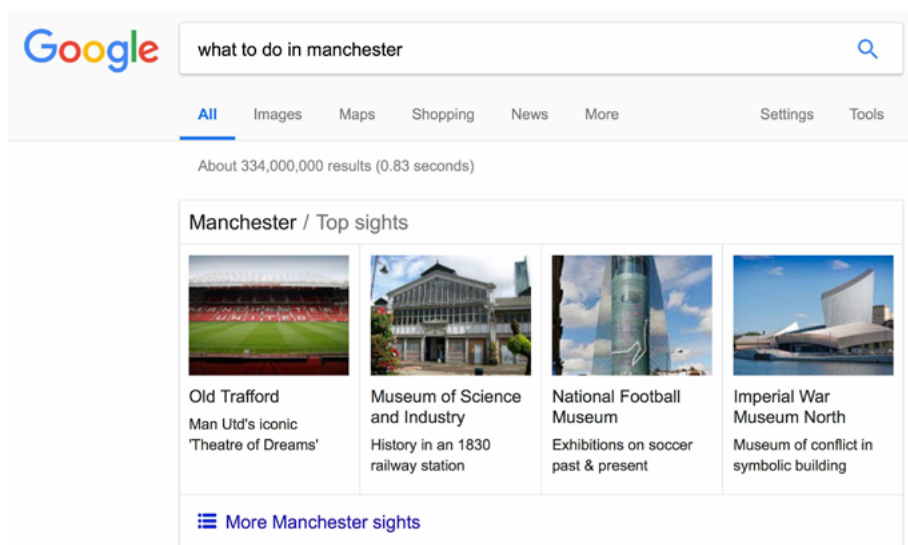 Google
what to do in manchester
All Images Maps Shopping News More Settings Tools
About 334,000,000 results (0.83 seconds)
Manchester / Top sights
UNITED
Old Trafford
Man Utd's iconic
'Theatre of Dreams'
Museum of Science
and Industry
History in an 1830
railway station
National Football
Museum
Exhibitions on soccer
past & present
Imperial War
Museum North
Museum of conflict in
symbolic building
More Manchester sights